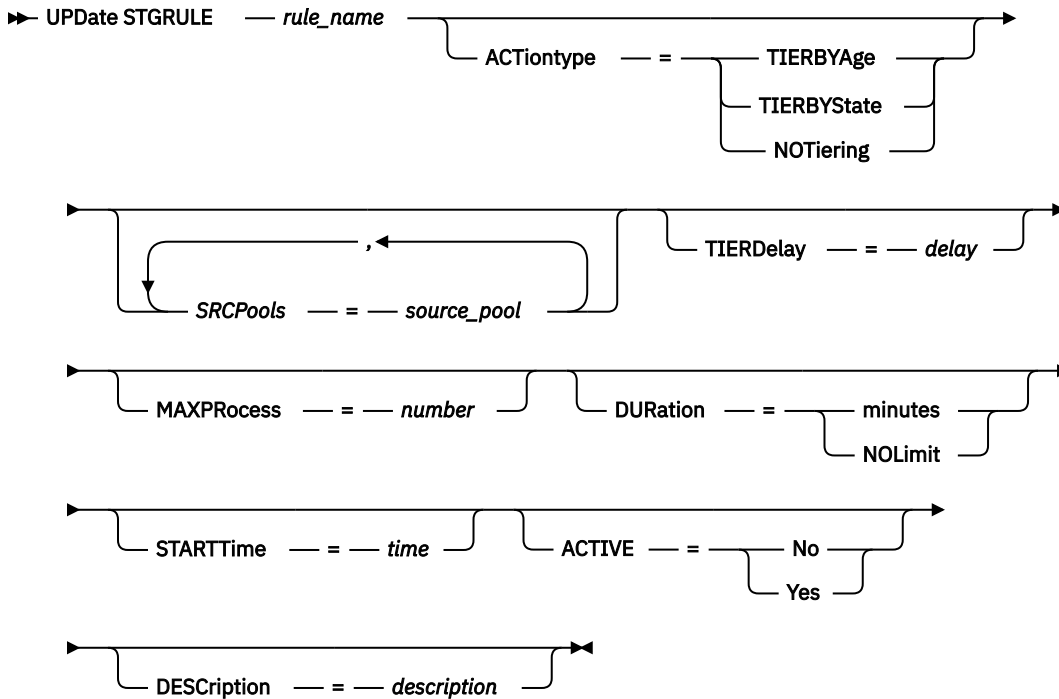 UPDate STGRULE rule_name
ACTiontype = TIERBYAge
TIERBYState
NOTiering
,
SRCPools = source_pool
TIERDelay = delay
MAXPRocess = number
DURation = minutes
NOLimit
STARTTime = time
ACTIVE = No
Yes
DESCription = description